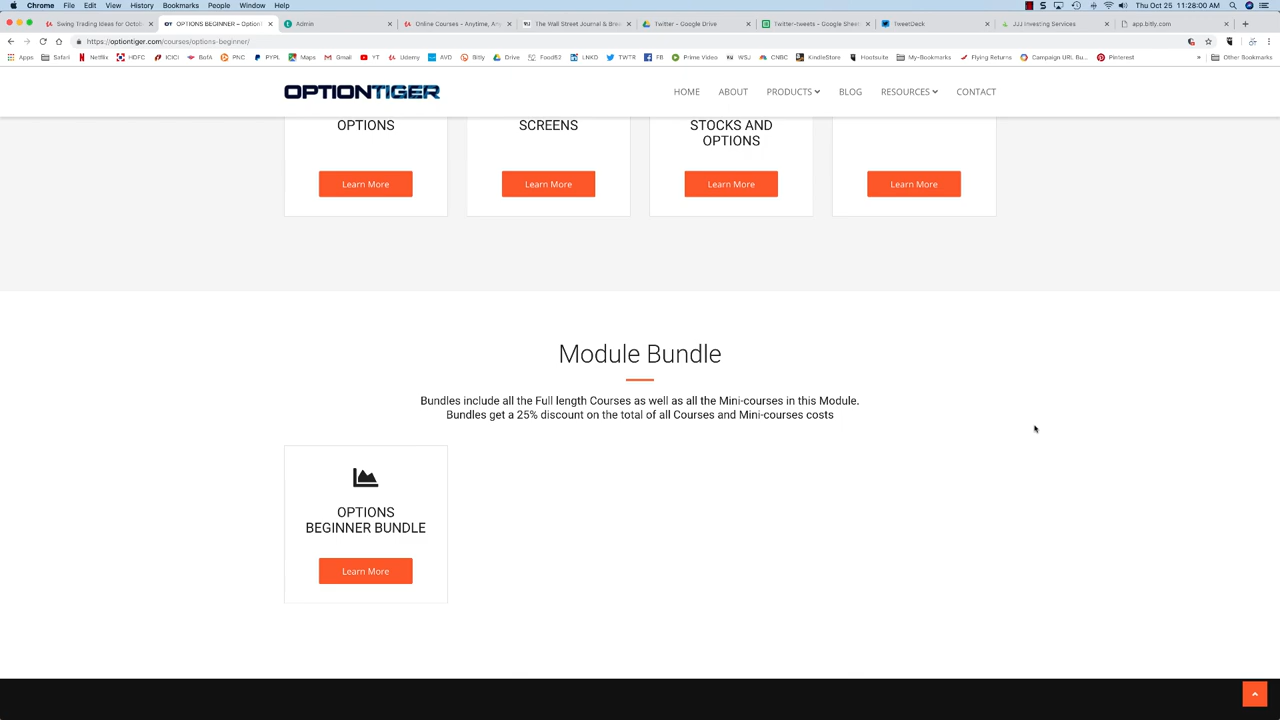 Chrome File Edit View History Bookmarks People Window Help Thu Oct 25 11:28:00 AM
Swing Trading Ideas for Octob OPTIONS BEGINNER – Option Admin Online Courses - Anytime, Any The Wall Street Journal & Brea Twitter - Google Drive Twitter-tweets - Google Sheet TweetDeck JJJ Investing Services app.bitly.com
https://optiontiger.com/courses/options-beginner/
Apps Safari Netflix HDFC ICICI BofA PNC PYPL Maps Gmail YT Udemy AVD Bitly Drive Food52 LNKD TWTR FB Prime Video WSJ CNBC KindleStore Hootsuite My-Bookmarks Flying Returns Campaign URL Bu... Pinterest » Other Bookmarks
OPTIONTIGER
HOME ABOUT PRODUCTS BLOG RESOURCES CONTACT
OPTIONS
SCREENS
STOCKS AND
OPTIONS
Learn More Learn More Learn More Learn More
Module Bundle
Bundles include all the Full length Courses as well as all the Mini-courses in this Module.
Bundles get a 25% discount on the total of all Courses and Mini-courses costs
OPTIONS
BEGINNER BUNDLE
Learn More